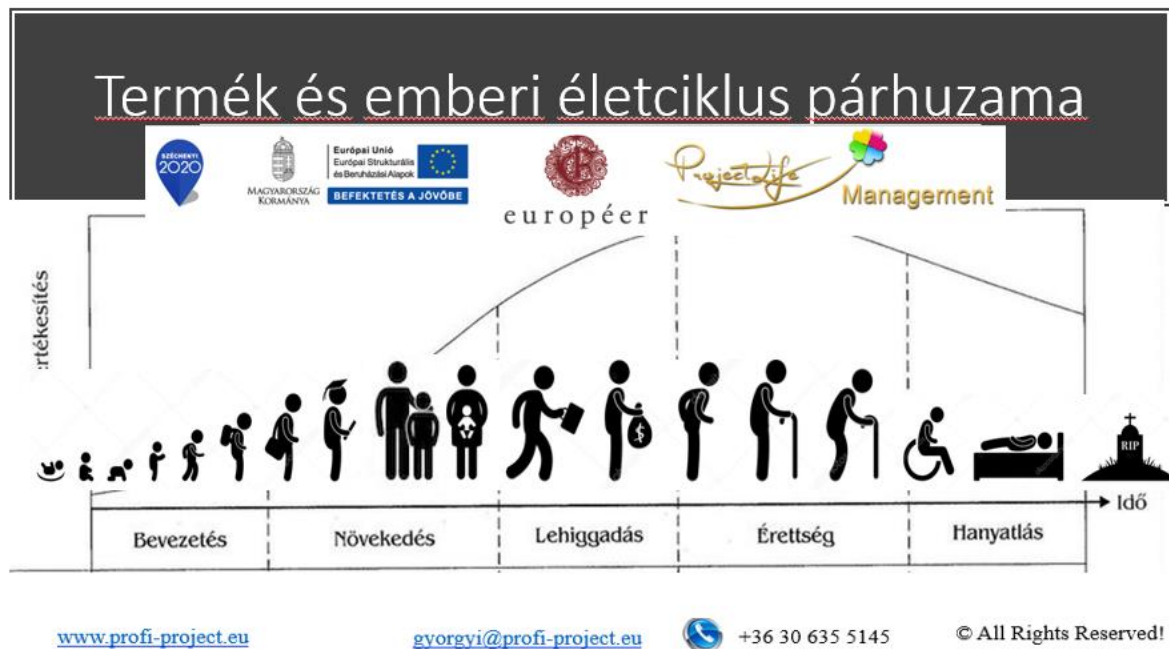 Termék és emberi életciklus párhuzama
SZÉCHENYI
2020
MAGYARORSZÁG
KORMÁNYA
Európai Unió
Európai Strukturális
és Beruházási Alapok
BEFEKTETÉS A JÖVŐBE
européer
ProjectLife
Management
rtékesítés
$
RIP
Idő
Bevezetés
Növekedés
Lehiggadás
Érettség
Hanyatlás
www.profi-project.eu
gyorgyi@profi-project.eu
+36 30 635 5145
© All Rights Reserved!